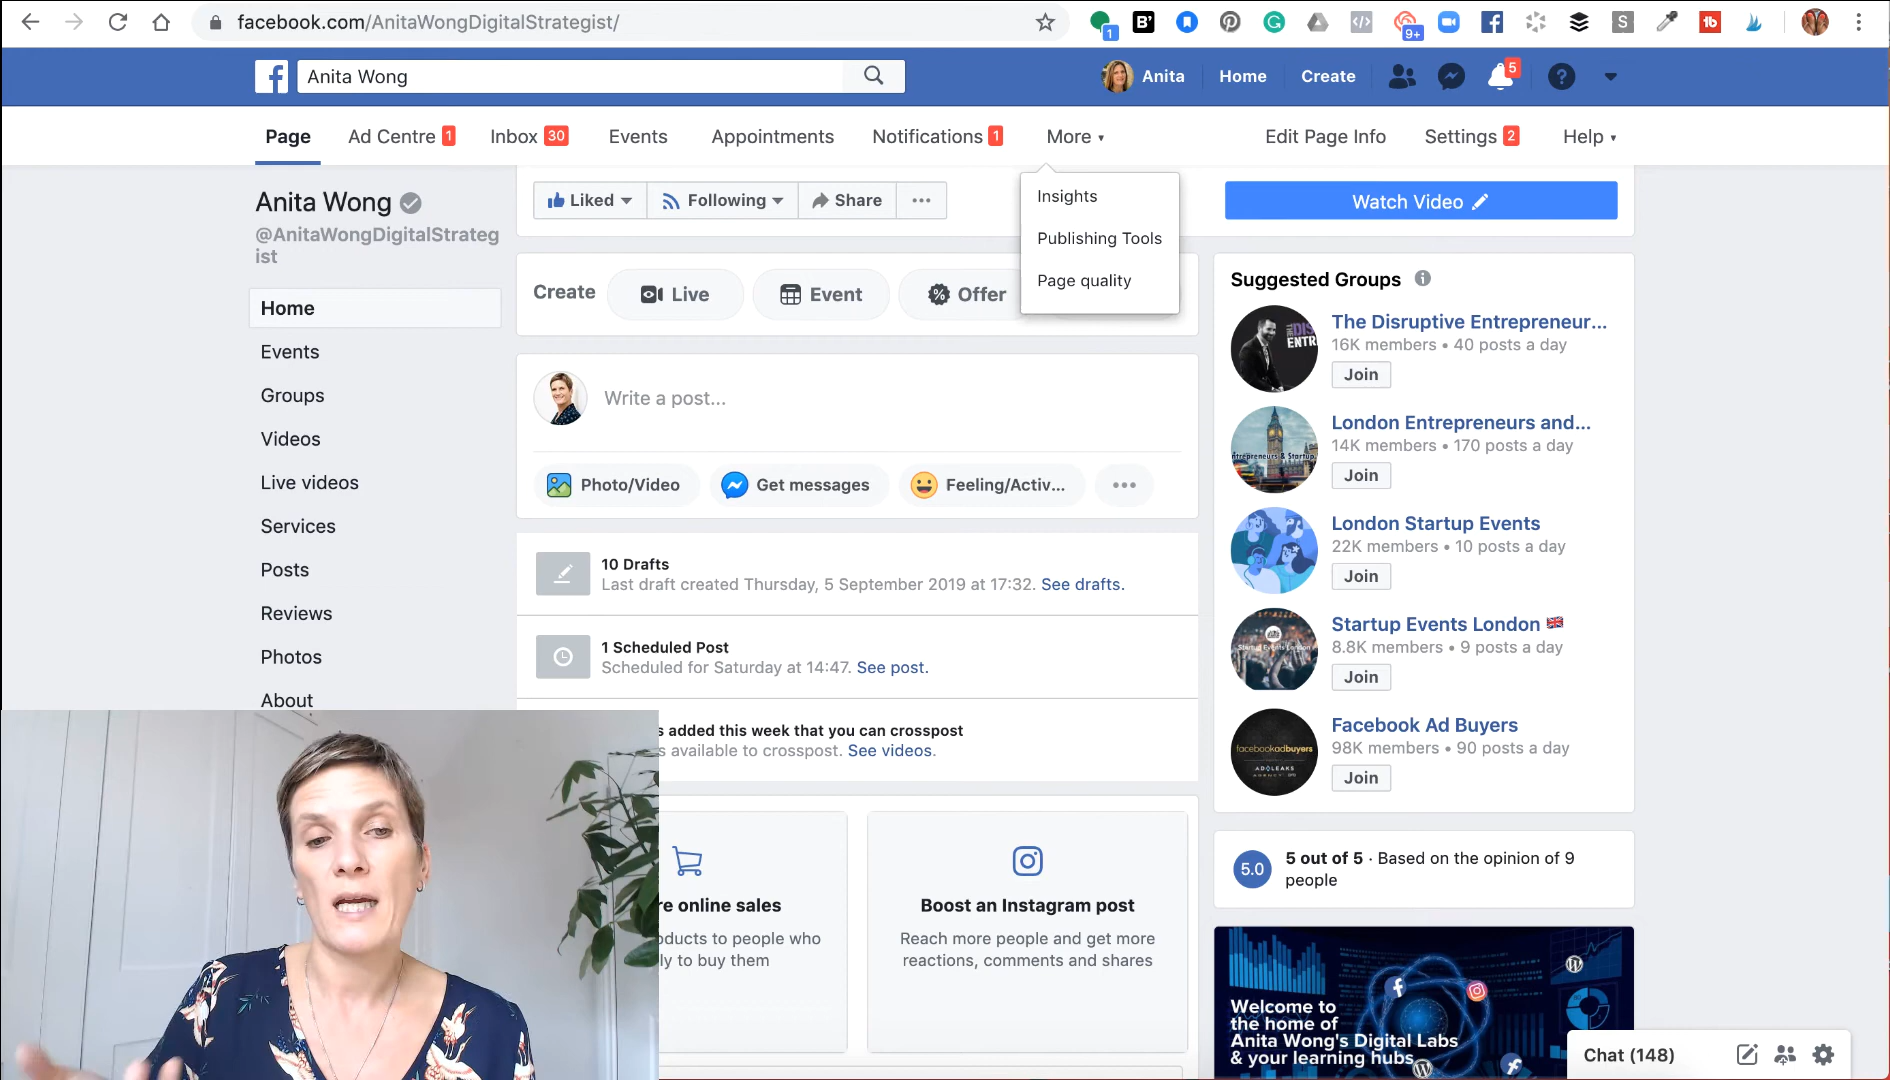 facebook.com/AnitaWongDigitalStrategist/
1
B'
9+
S
tb
Anita Wong
Anita
Home
Create
5
Page
Ad Centre 1
Inbox 30
Events
Appointments
Notifications 1
More
Edit Page Info
Settings 2
Help
Insights
Publishing Tools
Page quality
Anita Wong
@AnitaWongDigitalStrateg
ist
Home
Events
Groups
Videos
Live videos
Services
Posts
Reviews
Photos
About
Liked
Following
Share
Watch Video
Create
Live
Event
Offer
Write a post...
Photo/Video
Get messages
Feeling/Activ...
10 Drafts
Last draft created Thursday, 5 September 2019 at 17:32. See drafts.
1 Scheduled Post
Scheduled for Saturday at 14:47. See post.
s added this week that you can crosspost
s available to crosspost. See videos.
re online sales
oducts to people who
ly to buy them
Boost an Instagram post
Reach more people and get more
reactions, comments and shares
Suggested Groups
The Disruptive Entrepreneur...
16K members • 40 posts a day
Join
London Entrepreneurs and...
14K members • 170 posts a day
Join
London Startup Events
22K members • 10 posts a day
Join
Startup Events London
8.8K members • 9 posts a day
Join
Facebook Ad Buyers
98K members • 90 posts a day
Join
facebookadbuyers
5.0
5 out of 5 · Based on the opinion of 9
people
Welcome to
the home of
Anita Wong's Digital Labs
& your learning hubs
Chat (148)